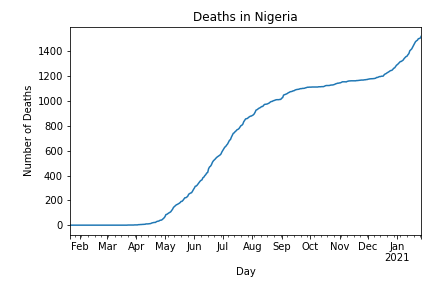 Deaths in Nigeria
Number of Deaths
1400
1200
1000
800
600
400
200
0
Feb Mar Apr May Jun Jul Aug Sep Oct Nov Dec Jan
2021
Day